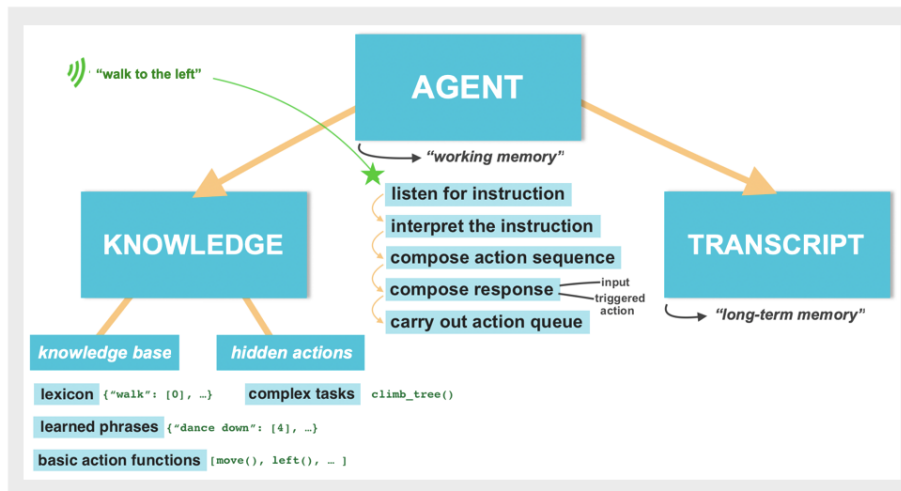 “walk to the left”
AGENT
“working memory”
listen for instruction
interpret the instruction
compose action sequence
compose response
input
triggered
action
carry out action queue
KNOWLEDGE
TRANSCRIPT
“long-term memory”
knowledge base
hidden actions
lexicon {“walk”: [0], …}
complex tasks climb_tree()
learned phrases {“dance down”: [4], …}
basic action functions [move(), left(), … ]